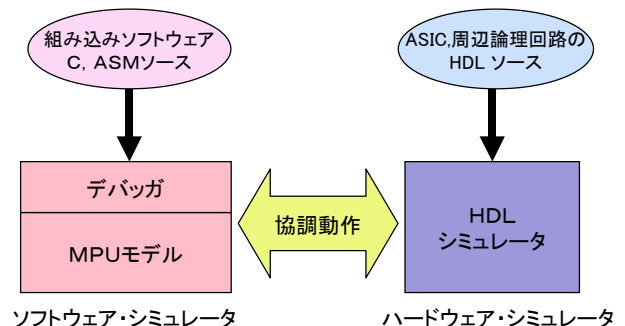 組み込みソフトウェア
C, ASMソース
ASIC,周辺論理回路の
HDL ソース
デバッガ
MPUモデル
協調動作
HDL
シミュレータ
ソフトウェア・シミュレータ
ハードウェア・シミュレータ